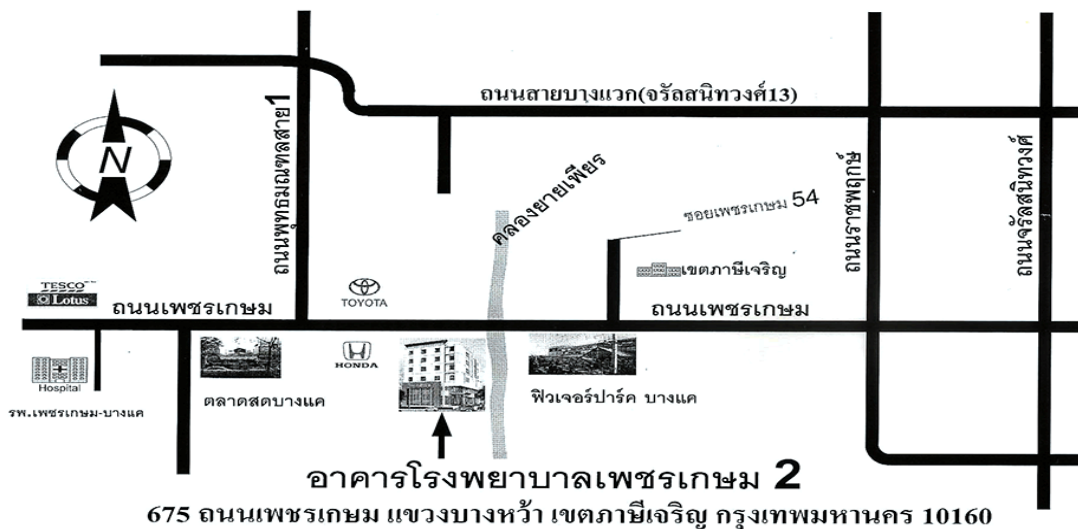 ถนนสายบางแวก(จรัลสนิทวงศ์13)
ถนนพุทธมณฑลสาย1
N
คลองยายเพียร
ซอยเพชรเกษม 54
ถนนราชพฤกษ์
ถนนจรัลสนิทวงศ์
เขตภาษีเจริญ
TESCO
Lotus
ถนนเพชรเกษม
TOYOTA
ถนนเพชรเกษม
HONDA
Hospital
รพ.เพชรเกษม-บางแค
ตลาดสดบางแค
ฟิวเจอร์ปาร์ค บางแค
อาคารโรงพยาบาลเพชรเกษม 2
675 ถนนเพชรเกษม แขวงบางหว้า เขตภาษีเจริญ กรุงเทพมหานคร 10160